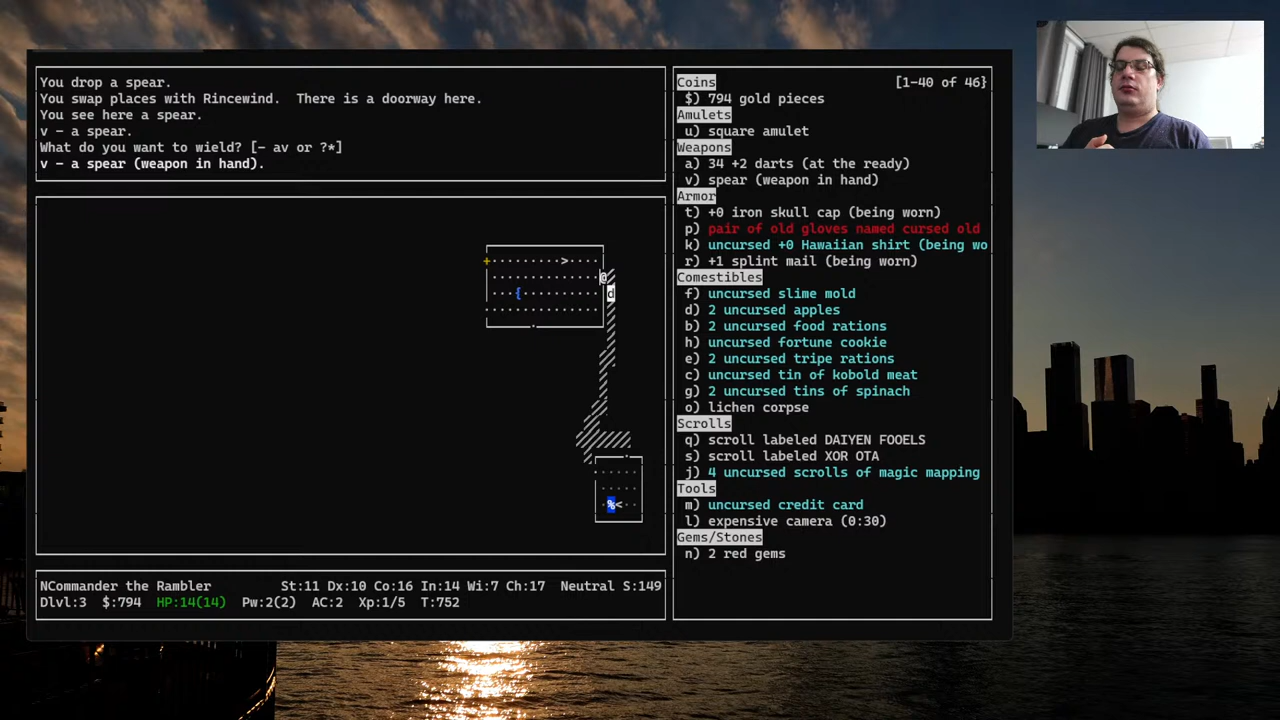 You drop a spear.
You swap places with Rincewind.  There is a doorway here.
You see here a spear.
v - a spear.
What do you want to wield? [- av or ?*]
v - a spear (weapon in hand).
Coins [1-40 of 46}
$) 794 gold pieces
Amulets
u) square amulet
Weapons
a) 34 +2 darts (at the ready)
v) spear (weapon in hand)
Armor
t) +0 iron skull cap (being worn)
p) pair of old gloves named cursed old
k) uncursed +0 Hawaiian shirt (being wo
r) +1 splint mail (being worn)
Comestibles
f) uncursed slime mold
d) 2 uncursed apples
b) 2 uncursed food rations
h) uncursed fortune cookie
e) 2 uncursed tripe rations
c) uncursed tin of kobold meat
g) 2 uncursed tins of spinach
o) lichen corpse
Scrolls
q) scroll labeled DAIYEN FOOELS
s) scroll labeled XOR OTA
j) 4 uncursed scrolls of magic mapping
Tools
m) uncursed credit card
l) expensive camera (0:30)
Gems/Stones
n) 2 red gems
NCommander the Rambler St:11 Dx:10 Co:16 In:14 Wi:7 Ch:17 Neutral S:149
Dlvl:3 $:794 HP:14(14) Pw:2(2) AC:2 Xp:1/5 T:752